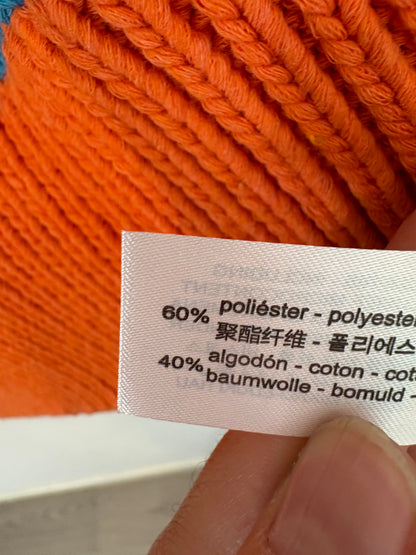 60% poliéster - polyester
聚酯纤维 - 폴리에스
40% algodón - coton - cot
baumwolle - bomuld -